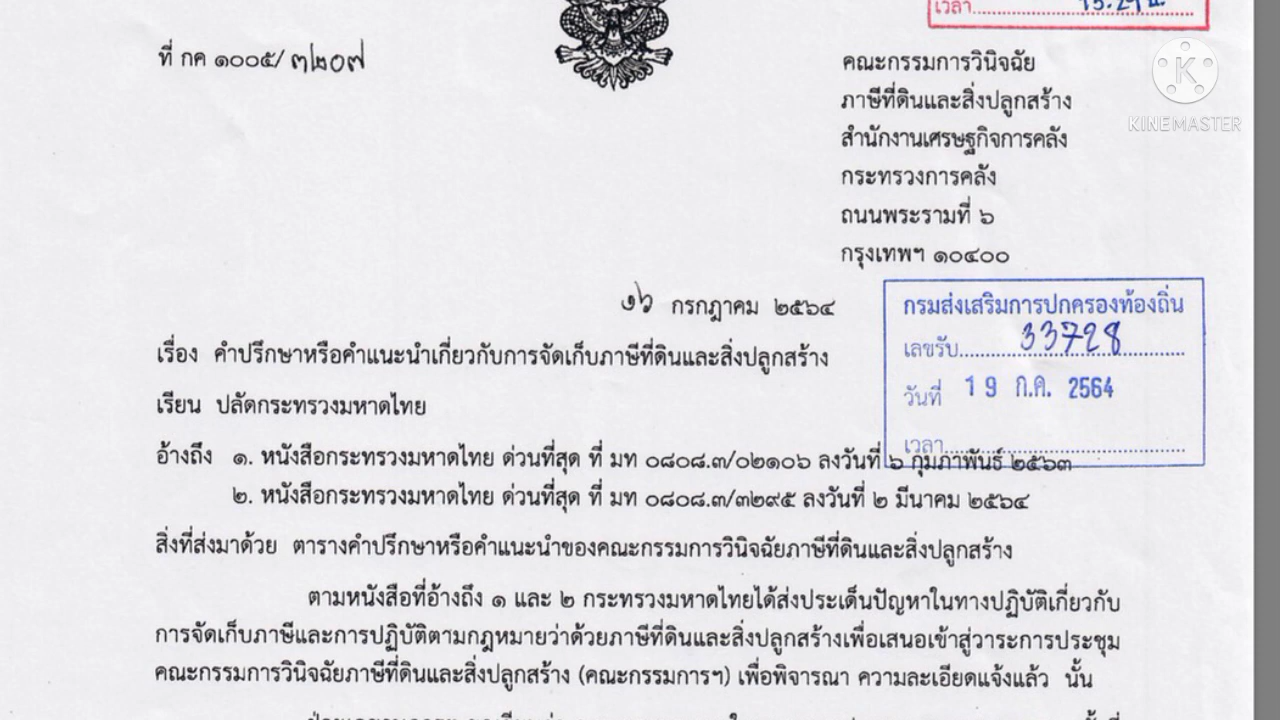 เวลา
ที่ กค ๑๐๐๕/ ๓๒๐๗
คณะกรรมการวินิจฉัย
ภาษีที่ดินและสิ่งปลูกสร้าง
สำนักงานเศรษฐกิจการคลัง
กระทรวงการคลัง
ถนนพระรามที่ ๖
กรุงเทพฯ ๑๐๔๐๐
KINEMASTER
๑๖ กรกฎาคม ๒๕๖๔
กรมส่งเสริมการปกครองท้องถิ่น
เลขรับ 33728
วันที่ 19 ก.ค. 2564
เวลา
เรื่อง คำปรึกษาหรือคำแนะนำเกี่ยวกับการจัดเก็บภาษีที่ดินและสิ่งปลูกสร้าง
เรียน ปลัดกระทรวงมหาดไทย
อ้างถึง ๑. หนังสือกระทรวงมหาดไทย ด่วนที่สุด ที่ มท ๐๘๐๘.๓/๐๒๑๐๖ ลงวันที่ ๖ กุมภาพันธ์ ๒๕๖๓
๒. หนังสือกระทรวงมหาดไทย ด่วนที่สุด ที่ มท ๐๘๐๘.๓/๓๒๙๕ ลงวันที่ ๒ มีนาคม ๒๕๖๔
สิ่งที่ส่งมาด้วย ตารางคำปรึกษาหรือคำแนะนำของคณะกรรมการวินิจฉัยภาษีที่ดินและสิ่งปลูกสร้าง
ตามหนังสือที่อ้างถึง ๑ และ ๒ กระทรวงมหาดไทยได้ส่งประเด็นปัญหาในทางปฏิบัติเกี่ยวกับ
การจัดเก็บภาษีและการปฏิบัติตามกฎหมายว่าด้วยภาษีที่ดินและสิ่งปลูกสร้างเพื่อเสนอเข้าสู่วาระการประชุม
คณะกรรมการวินิจฉัยภาษีที่ดินและสิ่งปลูกสร้าง (คณะกรรมการฯ) เพื่อพิจารณา ความละเอียดแจ้งแล้ว นั้น